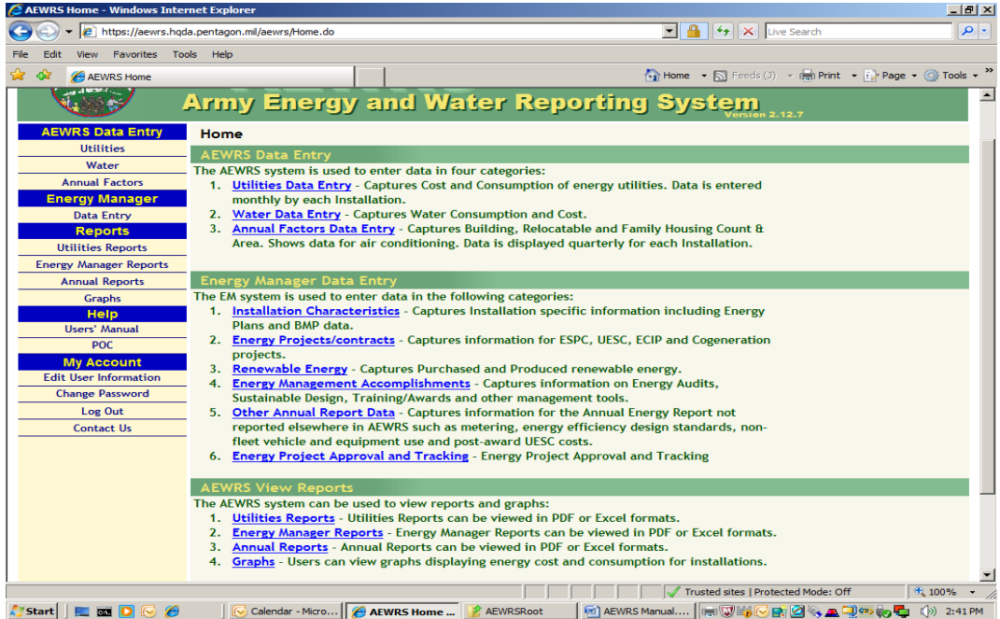 AEWRS Home - Windows Internet Explorer
https://aewrs.hqda.pentagon.mil/aewrs/Home.do
Live Search
File Edit View Favorites Tools Help
AEWRS Home
Home Feeds (J) Print Page Tools
Army Energy and Water Reporting System
Version 2.12.7
AEWRS Data Entry
Utilities
Water
Annual Factors
Energy Manager
Data Entry
Reports
Utilities Reports
Energy Manager Reports
Annual Reports
Graphs
Help
Users' Manual
POC
My Account
Edit User Information
Change Password
Log Out
Contact Us
Home
AEWRS Data Entry
The AEWRS system is used to enter data in four categories:
1. Utilities Data Entry - Captures Cost and Consumption of energy utilities. Data is entered
monthly by each Installation.
2. Water Data Entry - Captures Water Consumption and Cost.
3. Annual Factors Data Entry - Captures Building, Relocatable and Family Housing Count &
Area. Shows data for air conditioning. Data is displayed quarterly for each Installation.
Energy Manager Data Entry
The EM system is used to enter data in the following categories:
1. Installation Characteristics - Captures Installation specific information including Energy
Plans and BMP data.
2. Energy Projects/contracts - Captures information for ESPC, UESC, ECIP and Cogeneration
projects.
3. Renewable Energy - Captures Purchased and Produced renewable energy.
4. Energy Management Accomplishments - Captures information on Energy Audits,
Sustainable Design, Training/Awards and other management tools.
5. Other Annual Report Data - Captures information for the Annual Energy Report not
reported elsewhere in AEWRS such as metering, energy efficiency design standards, non-
fleet vehicle and equipment use and post-award UESC costs.
6. Energy Project Approval and Tracking - Energy Project Approval and Tracking
AEWRS View Reports
The AEWRS system can be used to view reports and graphs:
1. Utilities Reports - Utilities Reports can be viewed in PDF or Excel formats.
2. Energy Manager Reports - Energy Manager Reports can be viewed in PDF or Excel formats.
3. Annual Reports - Annual Reports can be viewed in PDF or Excel formats.
4. Graphs - Users can view graphs displaying energy cost and consumption for installations.
Trusted sites | Protected Mode: Off 100%
Start Calendar - Micro... AEWRS Home ... AEWRSRoot AEWRS Manual.... 2:41 PM